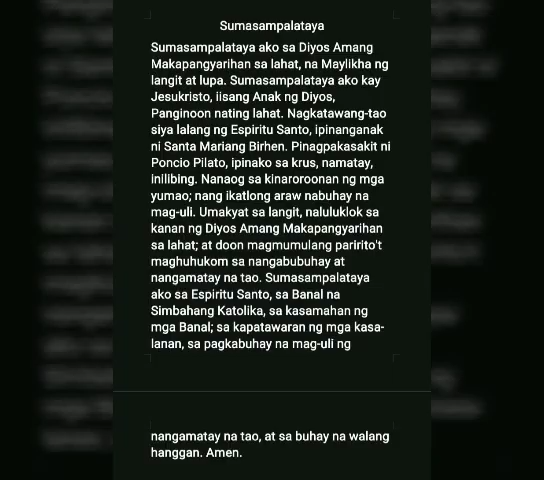 Sumasampalataya
Sumasampalataya ako sa Diyos Amang
Makapangyarihan sa lahat, na Maylikha ng
langit at lupa. Sumasampalataya ako kay
Jesukristo, iisang Anak ng Diyos,
Panginoon nating lahat. Nagkatawang-tao
siya lalang ng Espiritu Santo, ipinanganak
ni Santa Mariang Birhen. Pinagpakasakit ni
Poncio Pilato, ipinako sa krus, namatay,
inilibing. Nanaog sa kinaroroonan ng mga
yumao; nang ikatlong araw nabuhay na
mag-uli. Umakyat sa langit, naluluklok sa
kanan ng Diyos Amang Makapangyarihan
sa lahat; at doon magmumulang paririto't
maghuhukom sa nangabubuhay at
nangamatay na tao. Sumasampalataya
ako sa Espiritu Santo, sa Banal na
Simbahang Katolika, sa kasamahan ng
mga Banal; sa kapatawaran ng mga kasa-
lanan, sa pagkabuhay na mag-uli ng
nangamatay na tao, at sa buhay na walang
hanggan. Amen.